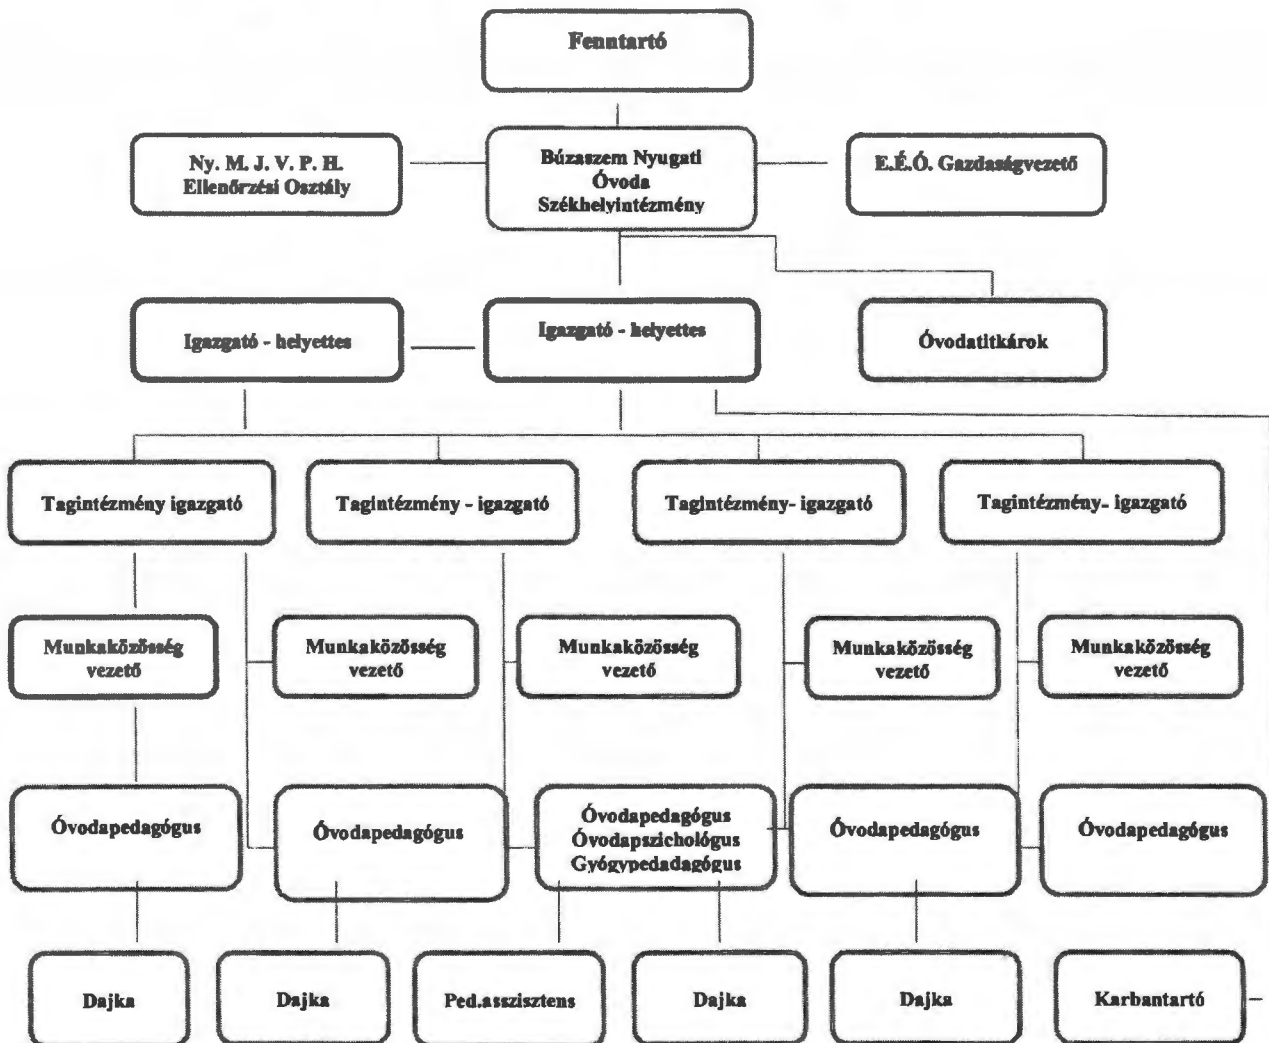 Fenntartó
Ny. M. J. V. P. H.
Ellenőrzési Osztály
Búzaszem Nyugati
Óvoda
Székhelyintézmény
E.É.Ó. Gazdaságvezető
Igazgató - helyettes
Igazgató - helyettes
Óvodatitkárok
Tagintézmény igazgató
Tagintézmény - igazgató
Tagintézmény- igazgató
Tagintézmény- igazgató
Munkaközösség
vezető
Munkaközösség
vezető
Munkaközösség
vezető
Munkaközösség
vezető
Munkaközösség
vezető
Óvodapedagógus
Óvodapedagógus
Óvodapedagógus
Óvodapszichológus
Gyógypedadagógus
Óvodapedagógus
Óvodapedagógus
Dajka
Dajka
Ped.asszisztens
Dajka
Dajka
Karbantartó